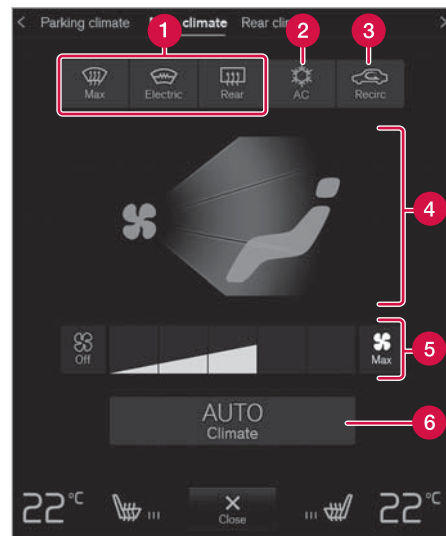 Parking climate climate Rear cli
1 2 3
Max Electric Rear AC Recirc
4
Off Max 5
AUTO 6
Climate
22°C Close 22°C